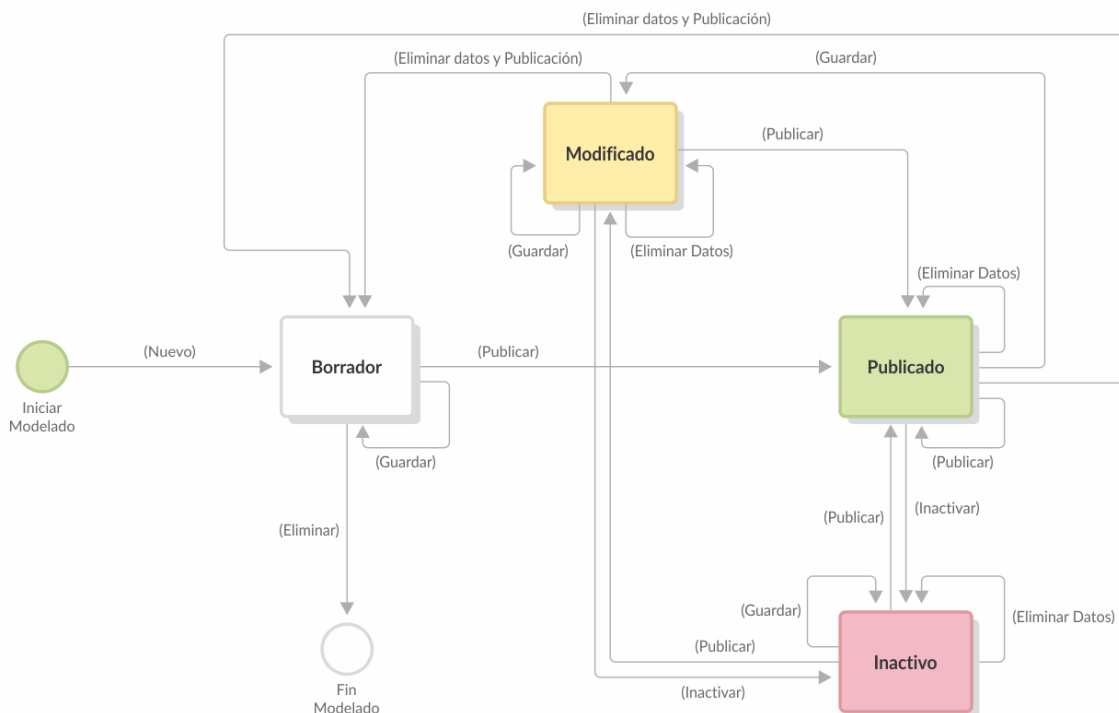 (Eliminar datos y Publicación)
(Eliminar datos y Publicación)
(Guardar)
Modificado
(Publicar)
(Guardar)
(Eliminar Datos)
(Eliminar Datos)
(Nuevo)
Borrador
(Publicar)
Publicado
Iniciar
Modelado
(Guardar)
(Publicar)
(Eliminar)
(Publicar)
(Inactivar)
(Guardar)
(Eliminar Datos)
(Publicar)
Inactivo
(Inactivar)
Fin
Modelado